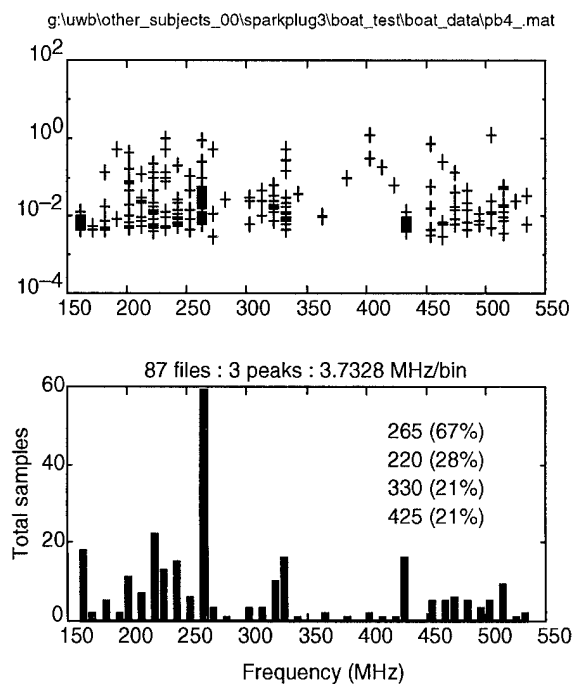 g:\uwb\other_subjects_00\sparkplug3\boat_test\boat_data\pb4_.mat
10^2
10^0
10^-2
10^-4
150 200 250 300 350 400 450 500 550
87 files : 3 peaks : 3.7328 MHz/bin
60
265 (67%)
220 (28%)
40
330 (21%)
425 (21%)
Total samples
20
0
150 200 250 300 350 400 450 500 550
Frequency (MHz)